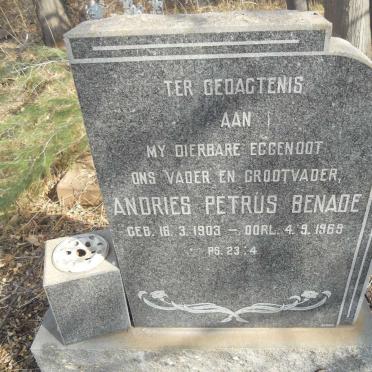 TER GEDAGTENIS
AAN
MY DIERBARE EGGENOOT
ONS VADER EN GROOTVADER,
ANDRIES PETRUS BENADE
GEB. 16.3.1903 – OORL. 4.9.1969
PS. 23:4